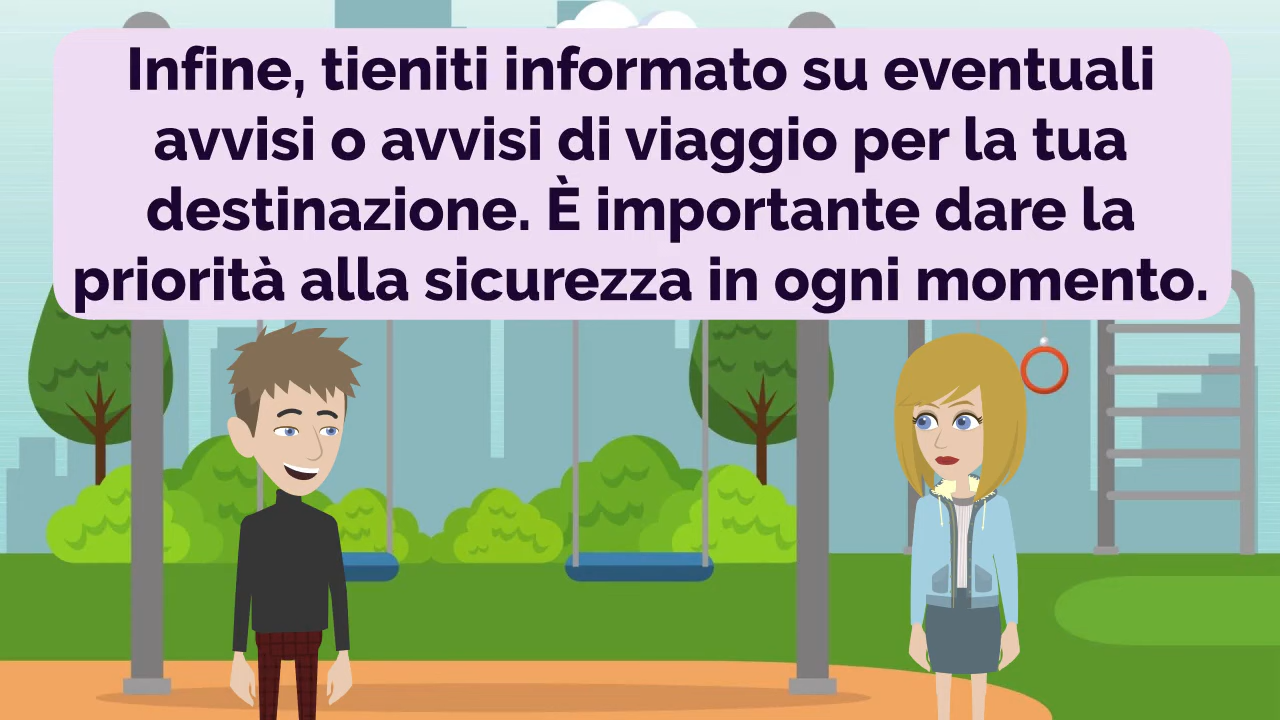 Infine, tieniti informato su eventuali
avvisi o avvisi di viaggio per la tua
destinazione. È importante dare la
priorità alla sicurezza in ogni momento.